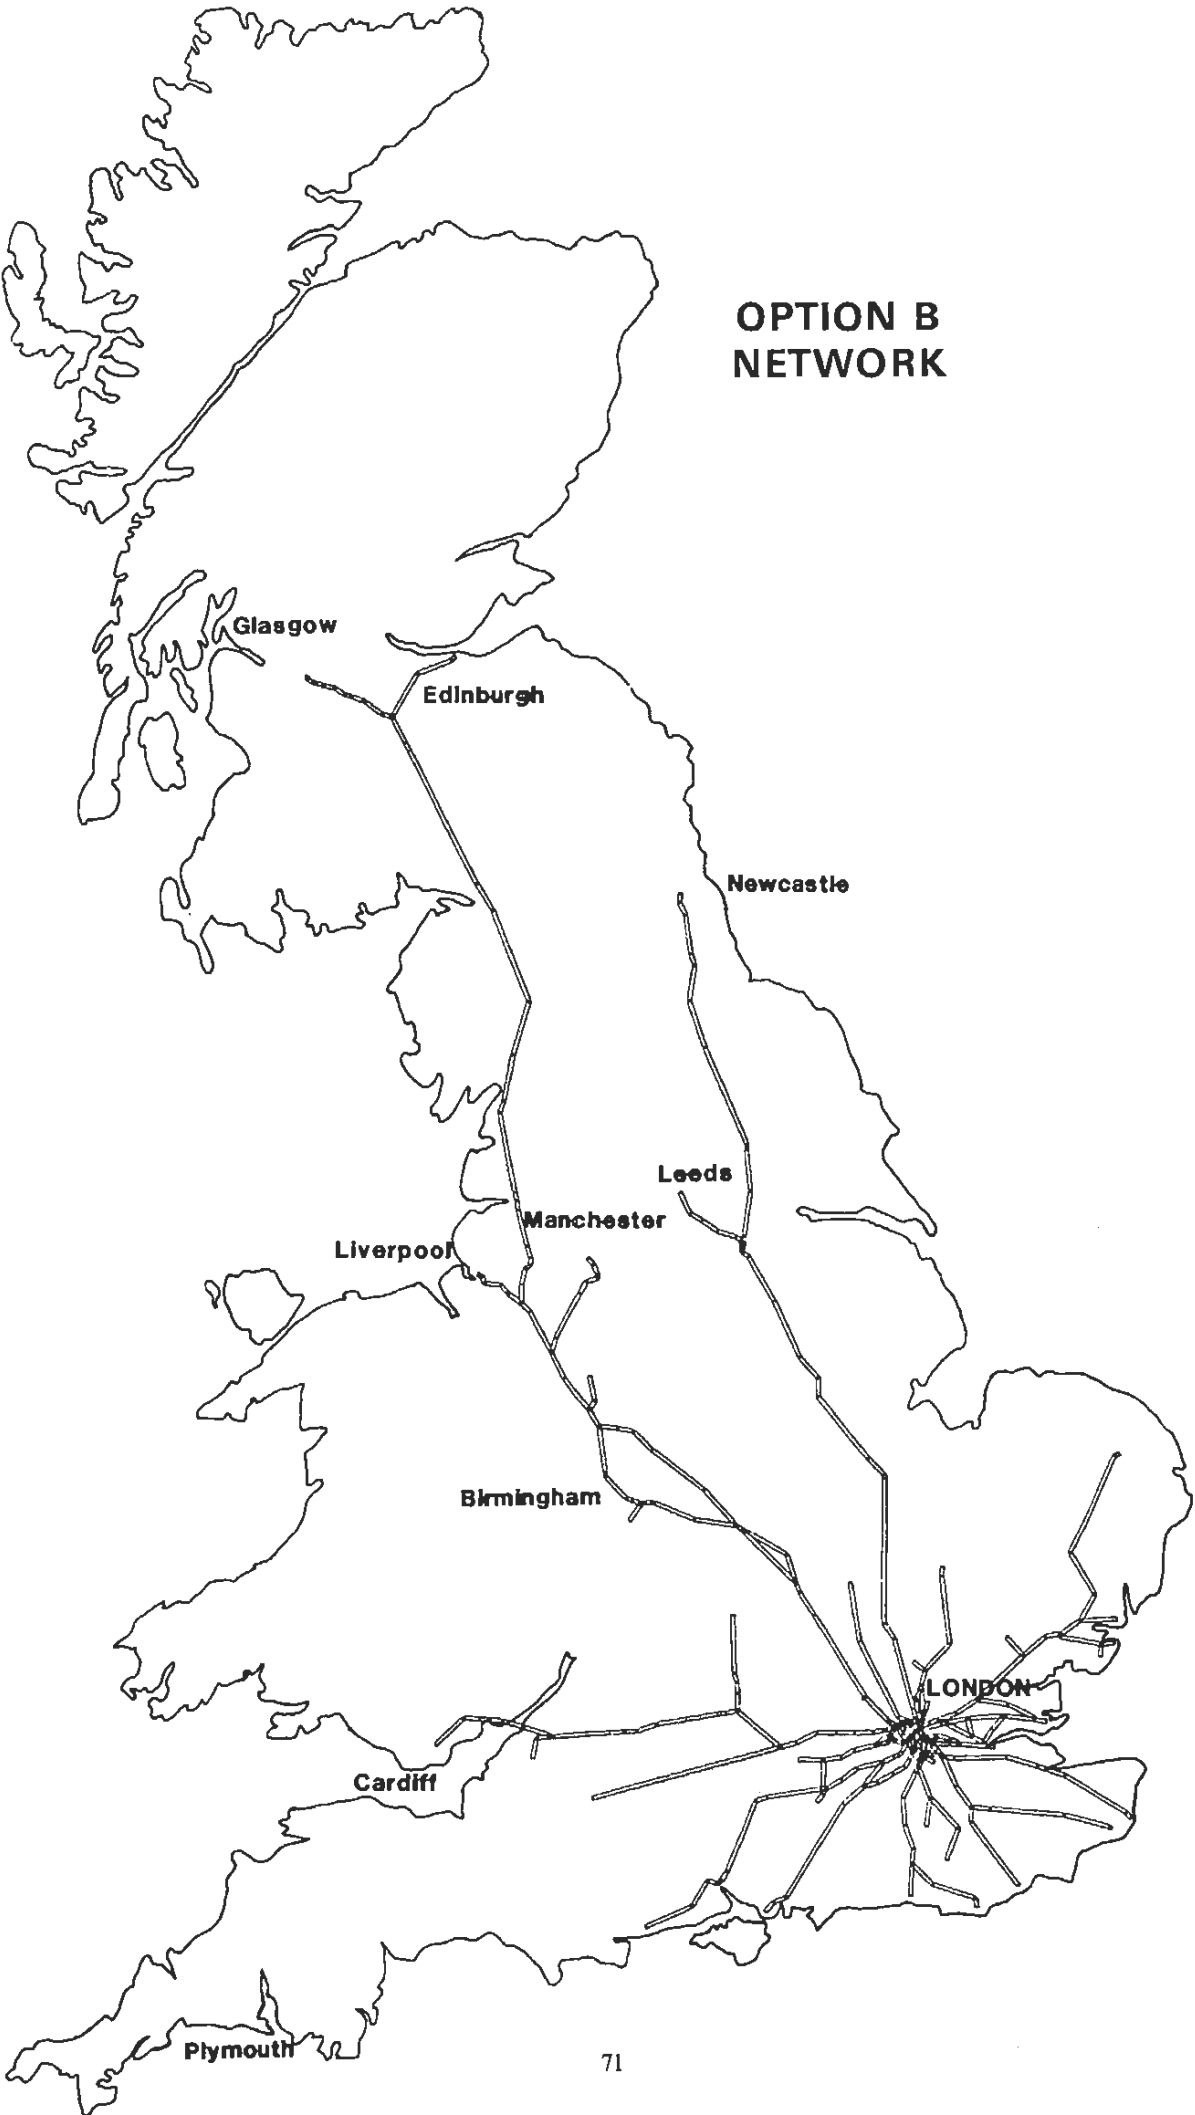 OPTION B
NETWORK
Glasgow
Edinburgh
Newcastle
Leeds
Manchester
Liverpool
Birmingham
LONDON
Cardiff
Plymouth
71